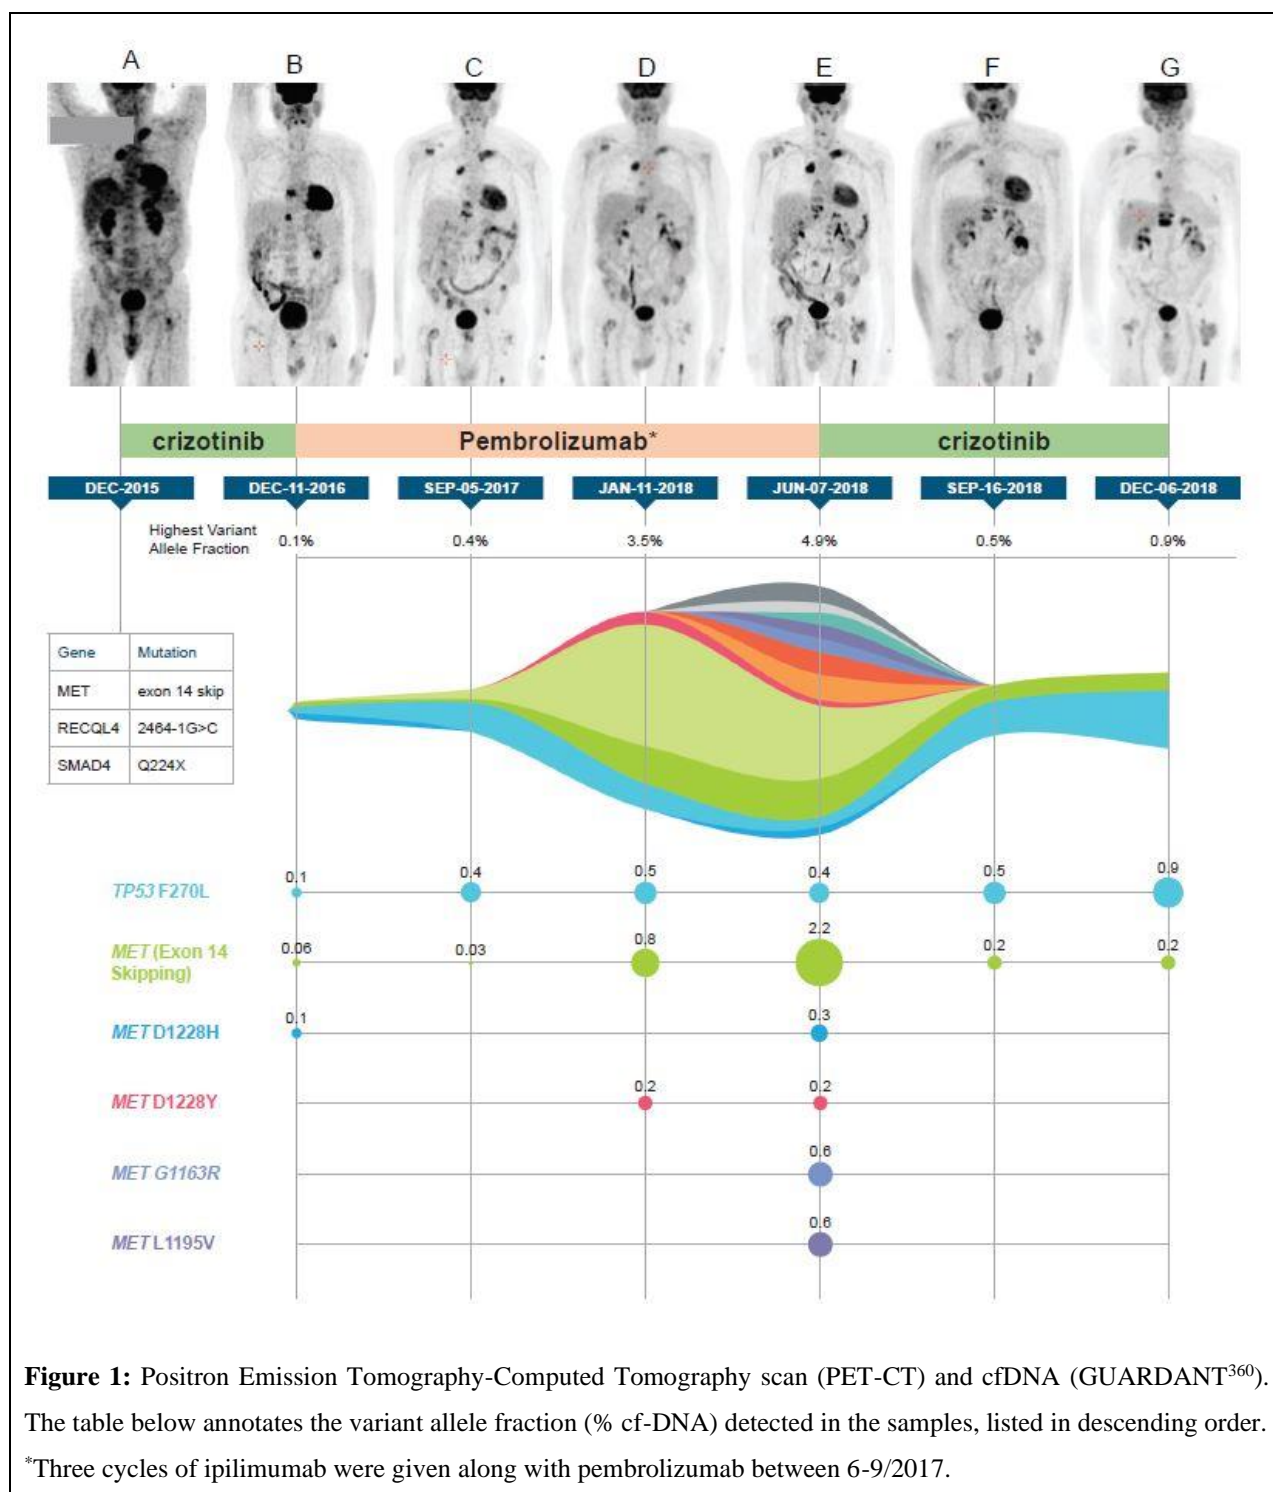 A B C D E F G
crizotinib Pembrolizumab* crizotinib
DEC-2015 DEC-11-2016 SEP-05-2017 JAN-11-2018 JUN-07-2018 SEP-16-2018 DEC-06-2018
Highest Variant
Allele Fraction 0.1% 0.4% 3.5% 4.9% 0.5% 0.9%
Gene Mutation
MET exon 14 skip
RECQL4 2464-1G>C
SMAD4 Q224X
TP53 F270L 0.1 0.4 0.5 0.4 0.5 0.9
MET (Exon 14
Skipping) 0.06 0.03 0.8 2.2 0.2 0.2
MET D1228H 0.1 0.3
MET D1228Y 0.2 0.2
MET G1163R 0.6
MET L1195V 0.6
Figure 1: Positron Emission Tomography-Computed Tomography scan (PET-CT) and cfDNA (GUARDANT360).
The table below annotates the variant allele fraction (% cf-DNA) detected in the samples, listed in descending order.
*Three cycles of ipilimumab were given along with pembrolizumab between 6-9/2017.